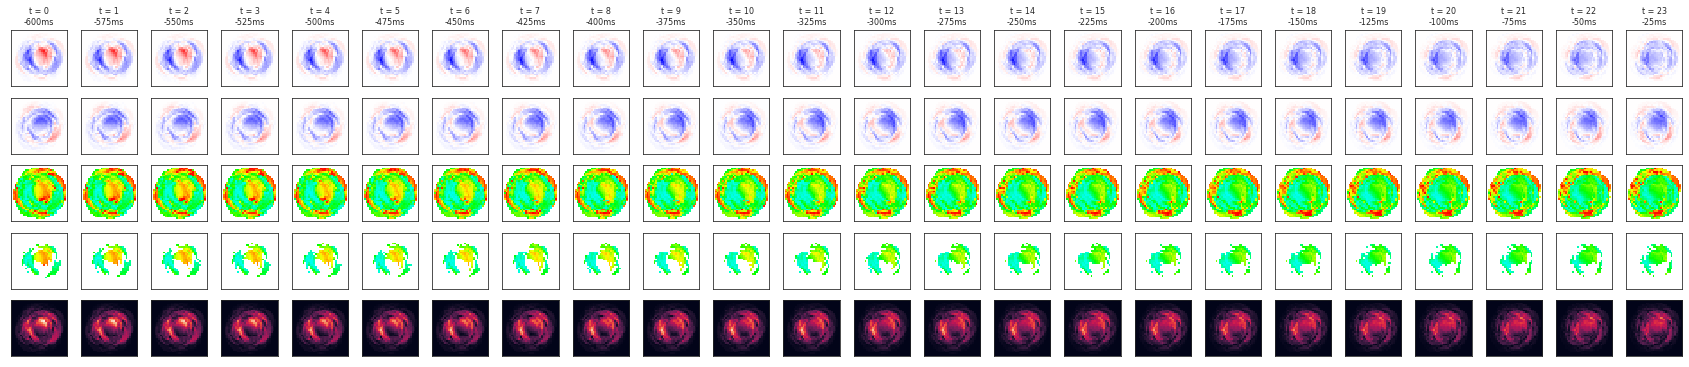 t = 0 t = 1 t = 2 t = 3 t = 4 t = 5 t = 6 t = 7 t = 8 t = 9 t = 10 t = 11 t = 12 t = 13 t = 14 t = 15 t = 16 t = 17 t = 18 t = 19 t = 20 t = 21 t = 22 t = 23
-600ms -575ms -550ms -525ms -500ms -475ms -450ms -425ms -400ms -375ms -350ms -325ms -300ms -275ms -250ms -225ms -200ms -175ms -150ms -125ms -100ms -75ms -50ms -25ms